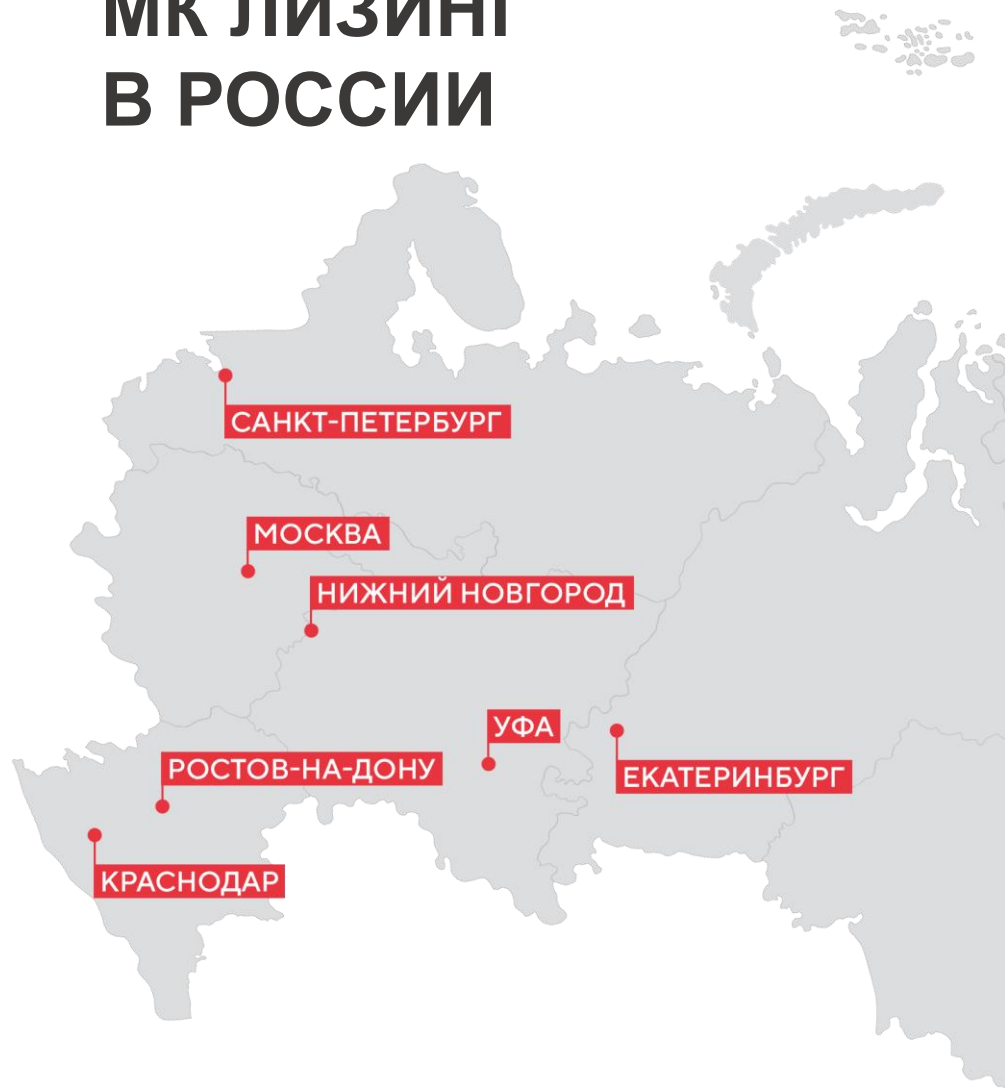 МК ЛИЗИНГ
В РОССИИ
САНКТ-ПЕТЕРБУРГ
МОСКВА
НИЖНИЙ НОВГОРОД
УФА
РОСТОВ-НА-ДОНУ
ЕКАТЕРИНБУРГ
КРАСНОДАР